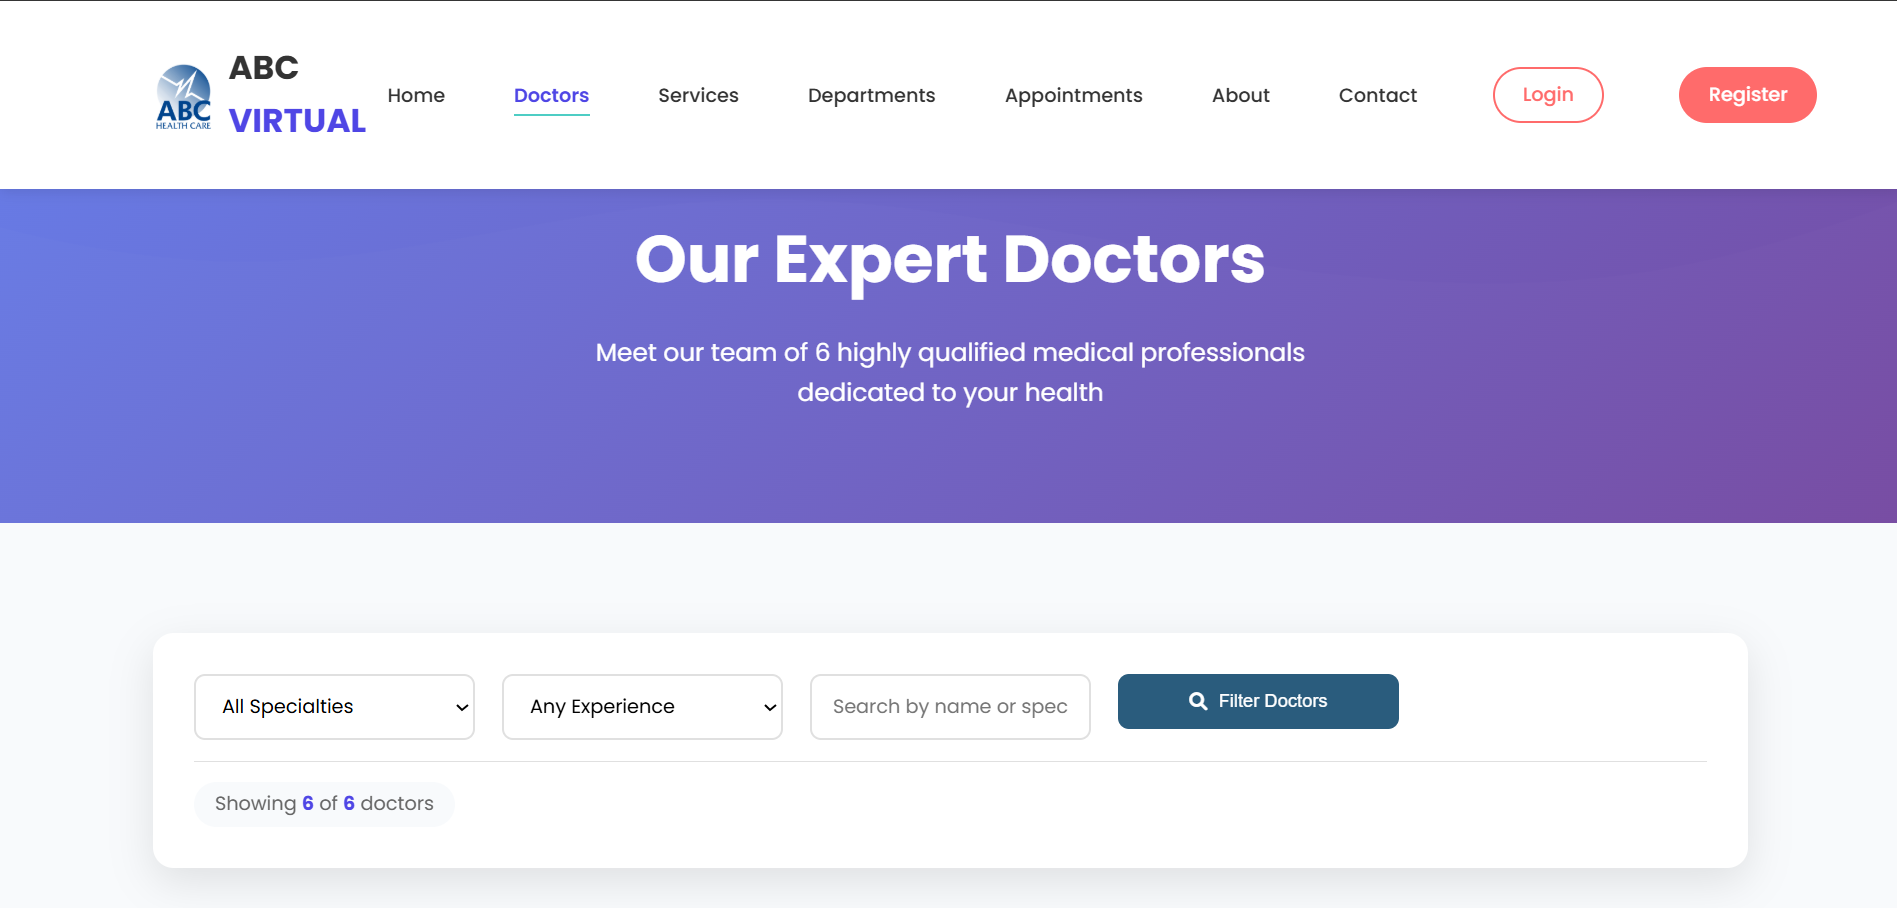 ABC
HEALTH CARE
ABC
VIRTUAL
Home
Doctors
Services
Departments
Appointments
About
Contact
Login
Register
Our Expert Doctors
Meet our team of 6 highly qualified medical professionals
dedicated to your health
All Specialties
Any Experience
Search by name or spec
Filter Doctors
Showing 6 of 6 doctors